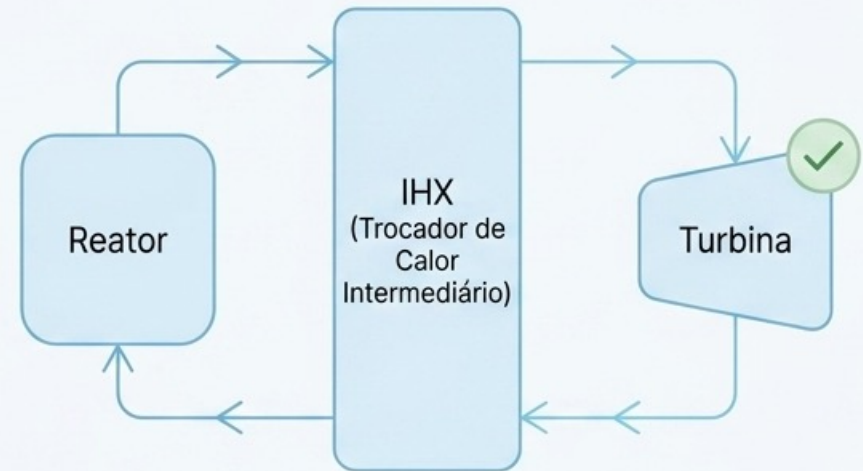 Reator
IHX
(Trocador de
Calor
Intermediário)
Turbina